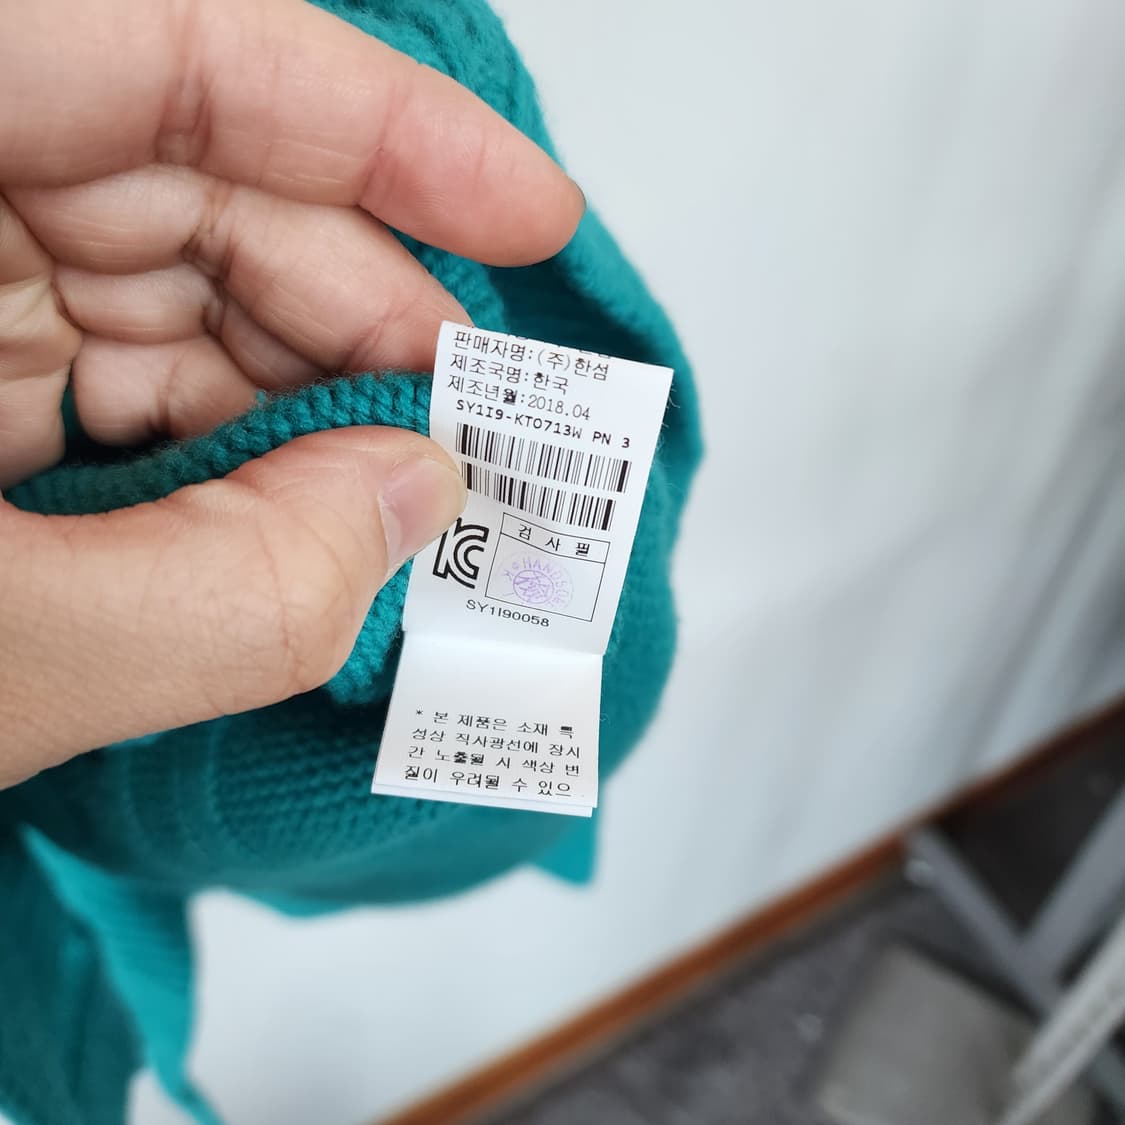 판매자명:(주)한섬
제조국명:한국
제조년월:2018.04
SY1I9-KTO713W PN 3
KC
검 사 필
HANDSOME
SY1I90058
* 본 제품은 소재 특
성상 직사광선에 장시
간 노출될 시 색상 변
질이 우려될 수 있으